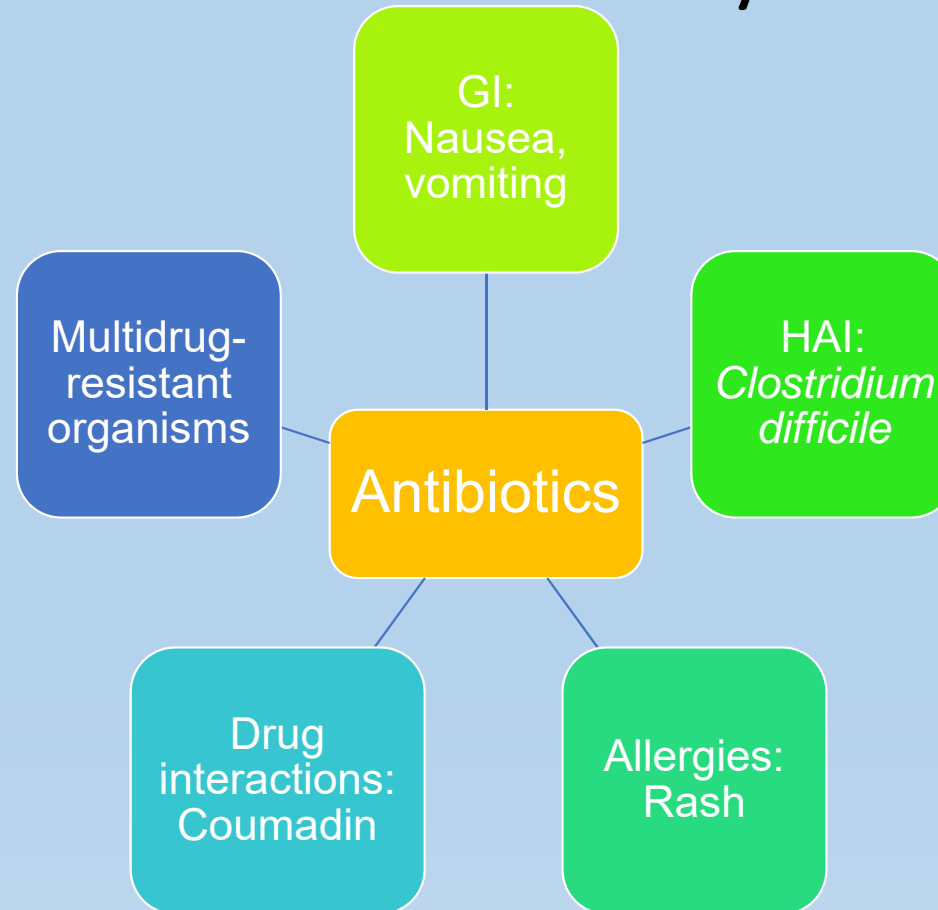 GI:
Nausea,
vomiting
Multidrug-
resistant
organisms
HAI:
Clostridium
difficile
Antibiotics
Drug
interactions:
Coumadin
Allergies:
Rash